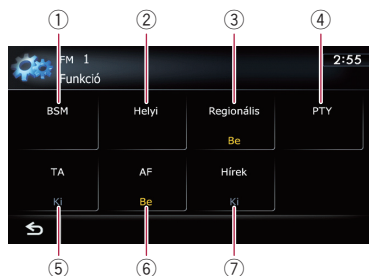 ① ② ③ ④
FM 1 2:55
Funkció
BSM Helyi Regionális PTY
Be
TA AF Hírek
Ki Be Ki
⑤ ⑥ ⑦